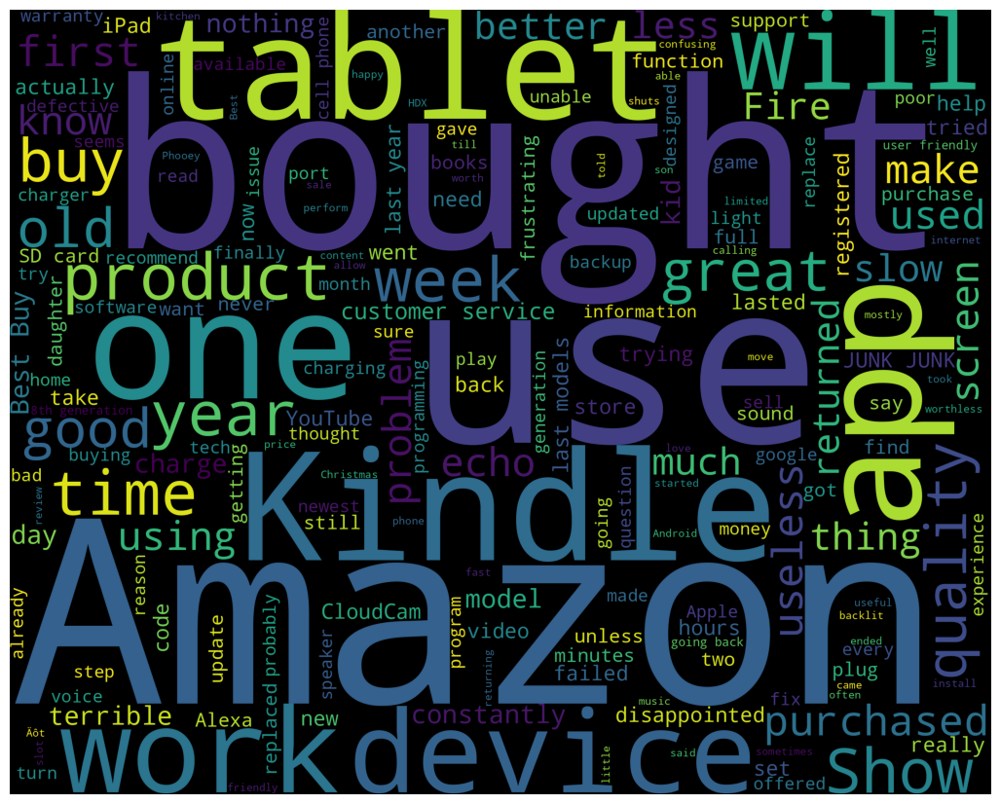 warranty
iPad
kitchen
nothing
another
better
less
support
first
tablet
will
well
confusing
function
able
available
cell phone
happy
online
Best
HDX
unable
shuts
actually
defective
know
seems
Fire
poor
help
tried
bought
gave
till
designed
user friendly
buy
Phooey
read
port
sale
perform
books
worth
need
last year
frustrating
told
son
kid
game
replace
make
registered
purchase
charger
issue
now
updated
light
limited
used
old
full
internet
SD card
recommend
finally
went
backup
calling
try
content
allow
product
month
week
great
slow
daughter
software
want
never
customer service
information
lasted
Best Buy
one
sure
use
trying
mostly
app
screen
home
charging
play
move
JUNK JUNK
took
take
8th generation
year
problem
back
store
sell
sound
returned
say
worthless
good
YouTube
thought
programming
generation
last models
tech
price
buying
charge
echo
love
much
google
find
getting
Christmas
started
got
bad
review
time
Kindle
newest
still
phone
going
question
Android
money
useless
quality
day
using
thing
Amazon
fast
already
reason
code
CloudCam
model
made
Apple
hours
useful
backlit
experience
step
update
replaced
probably
speaker
program
video
unless
minutes
going back
two
every
ended
failed
plug
came
install
voice
returning
often
terrible
Alexa
new
constantly
music
disappointed
fix
purchased
Äôt
slot
turn
work
device
little
said
sometimes
set
offered
Show
really
friendly